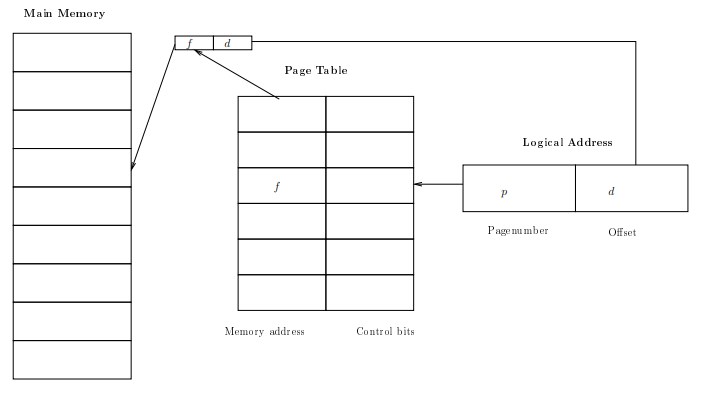 Main Memory
f d
Page Table
Logical Address
f
p d
Pagenumber Offset
Memory address Control bits